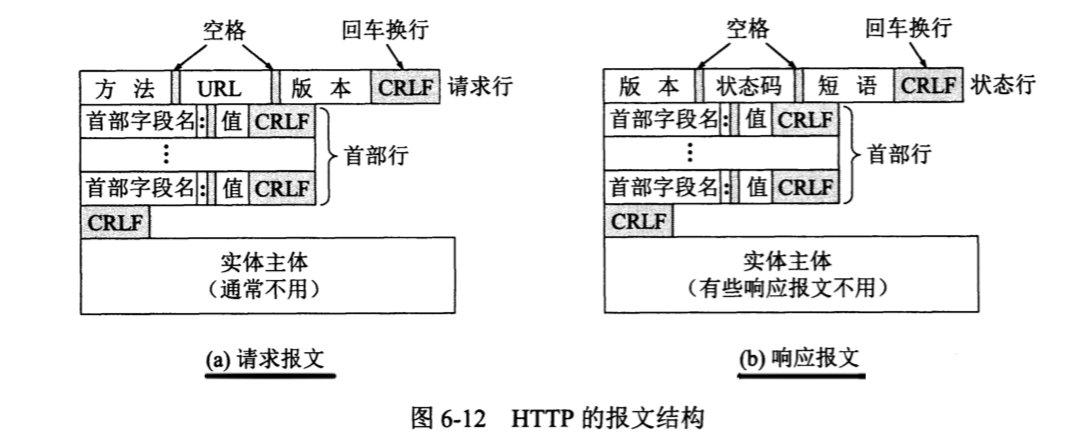 空格 回车换行
方 法 URL 版 本 CRLF 请求行
首部字段名: 值 CRLF
⋮ 首部行
首部字段名: 值 CRLF
CRLF
实体主体
（通常不用）
(a) 请求报文
空格 回车换行
版 本 状态码 短 语 CRLF 状态行
首部字段名: 值 CRLF
⋮ 首部行
首部字段名: 值 CRLF
CRLF
实体主体
（有些响应报文不用）
(b) 响应报文
图 6-12 HTTP 的报文结构